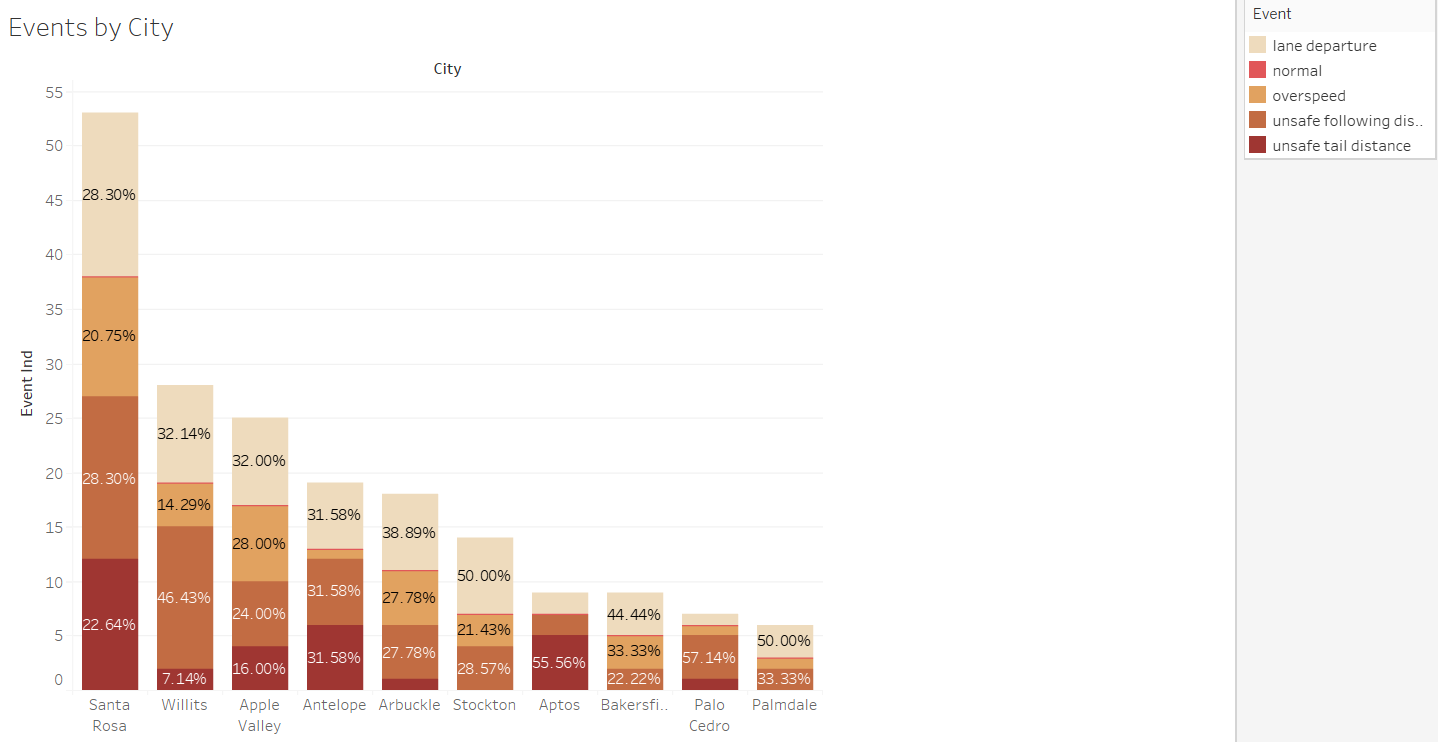 Events by City
Event
lane departure
normal
overspeed
unsafe following dis..
unsafe tail distance
City
Event Ind
55
50
45
40
35
30
25
20
15
10
5
0
28.30%
20.75%
28.30%
22.64%
32.14%
14.29%
46.43%
7.14%
32.00%
28.00%
24.00%
16.00%
31.58%
31.58%
31.58%
38.89%
27.78%
27.78%
50.00%
21.43%
28.57%
55.56%
44.44%
33.33%
22.22%
57.14%
50.00%
33.33%
Santa
Rosa
Willits
Apple
Valley
Antelope
Arbuckle
Stockton
Aptos
Bakersfi..
Palo
Cedro
Palmdale